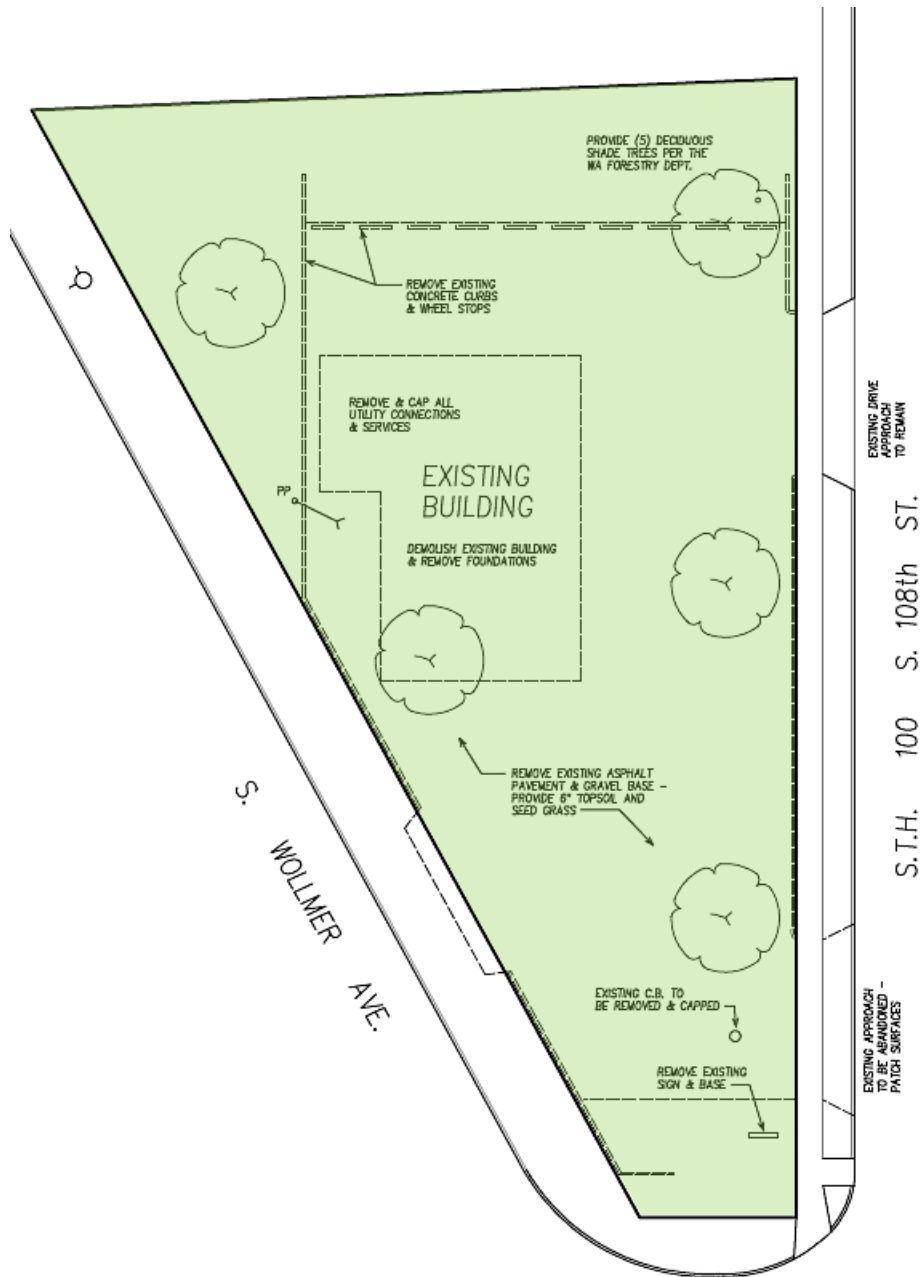 PROVIDE (5) DECIDUOUS
SHADE TREES PER THE
WA FORESTRY DEPT.
REMOVE EXISTING
CONCRETE CURBS
& WHEEL STOPS
REMOVE & CAP ALL
UTILITY CONNECTIONS
& SERVICES
EXISTING
BUILDING
PP
DEMOLISH EXISTING BUILDING
& REMOVE FOUNDATIONS
EXISTING DRIVE
APPROACH
TO REMAIN
S.T.H. 100 S. 108th ST.
REMOVE EXISTING ASPHALT
PAVEMENT & GRAVEL BASE -
PROVIDE 6" TOPSOIL AND
SEED GRASS
S. WOLLMER AVE.
EXISTING C.B. TO
BE REMOVED & CAPPED
REMOVE EXISTING
SIGN & BASE
EXISTING APPROACH
TO BE ABANDONED -
PATCH SURFACES